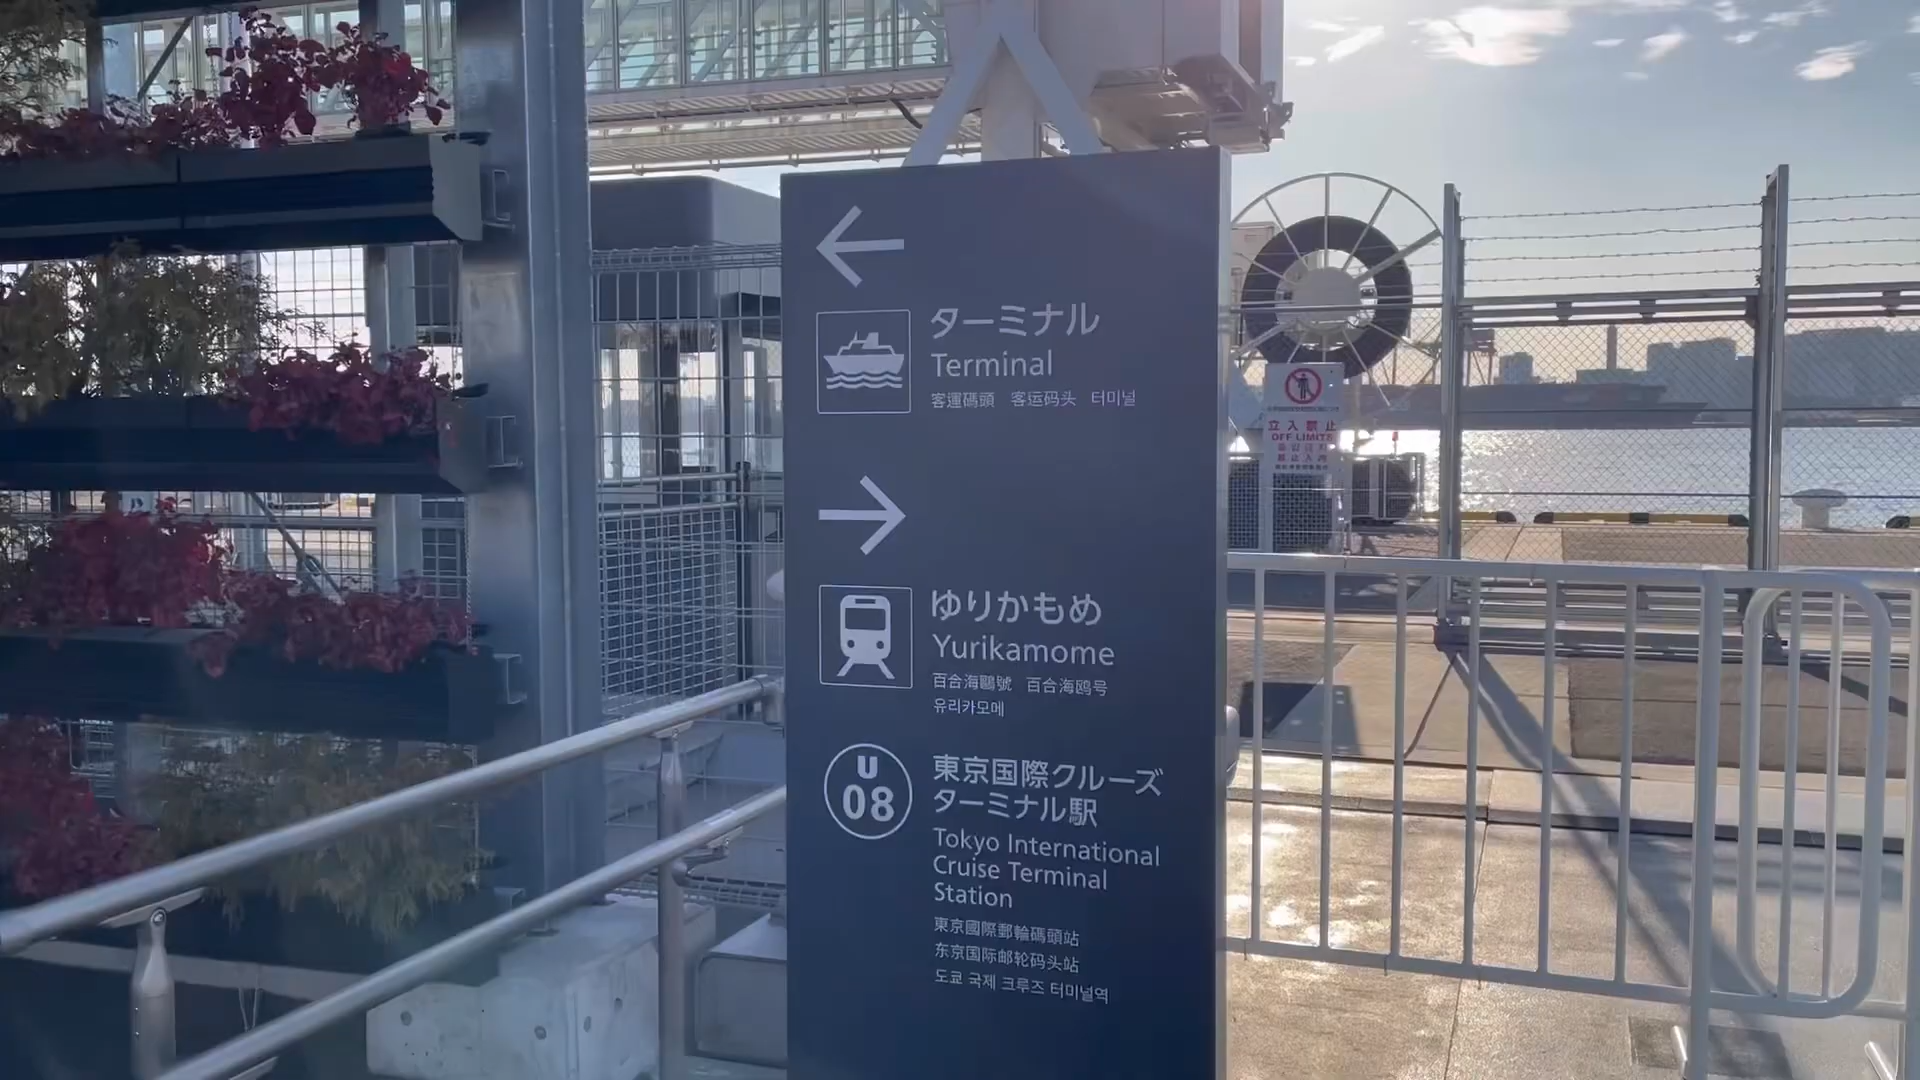 ターミナル
Terminal
客運碼頭 客运码头 터미널
ゆりかもめ
Yurikamome
百合海鷗號 百合海鸥号
유리카모메
U
08
東京国際クルーズ
ターミナル駅
Tokyo International
Cruise Terminal
Station
東京國際郵輪碼頭站
东京国际邮轮码头站
도쿄 국제 크루즈 터미널역
立入禁止
OFF LIMITS